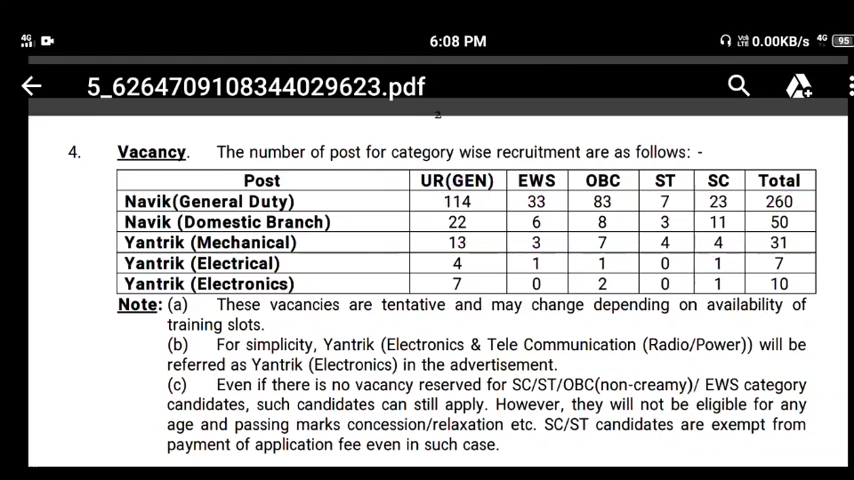 4G 6:08 PM Vo) LTE 0.00KB/s 4G 95
5_6264709108344029623.pdf
2
4. Vacancy. The number of post for category wise recruitment are as follows: -
Post UR(GEN) EWS OBC ST SC Total
Navik(General Duty) 114 33 83 7 23 260
Navik (Domestic Branch) 22 6 8 3 11 50
Yantrik (Mechanical) 13 3 7 4 4 31
Yantrik (Electrical) 4 1 1 0 1 7
Yantrik (Electronics) 7 0 2 0 1 10
Note: (a) These vacancies are tentative and may change depending on availability of
training slots.
(b) For simplicity, Yantrik (Electronics & Tele Communication (Radio/Power)) will be
referred as Yantrik (Electronics) in the advertisement.
(c) Even if there is no vacancy reserved for SC/ST/OBC(non-creamy)/ EWS category
candidates, such candidates can still apply. However, they will not be eligible for any
age and passing marks concession/relaxation etc. SC/ST candidates are exempt from
payment of application fee even in such case.